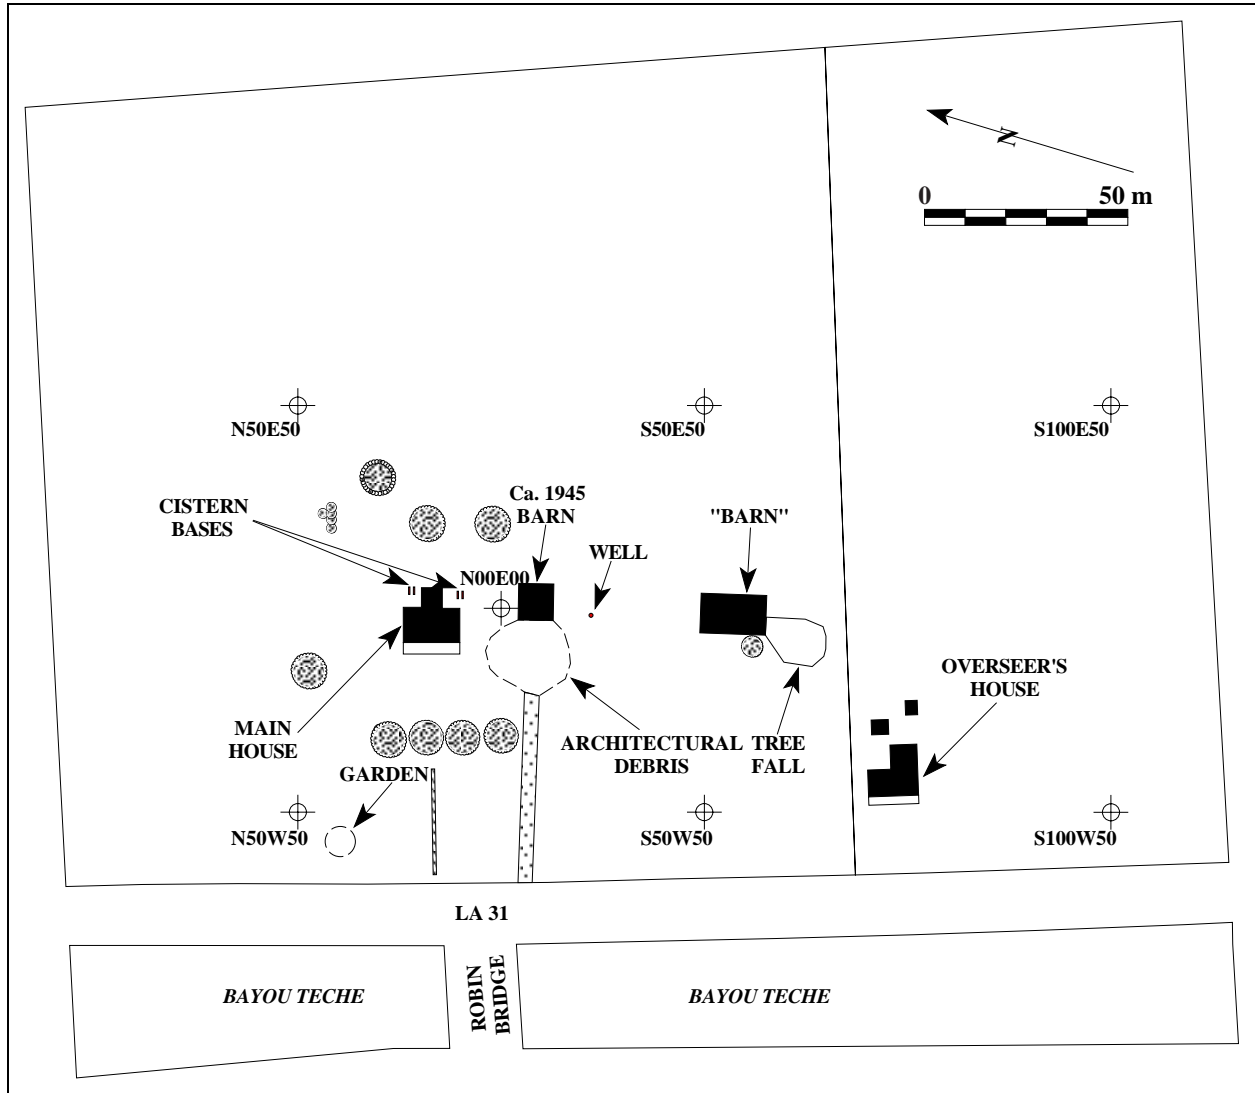 N
0 50 m
N50E50
S50E50
S100E50
CISTERN
BASES
Ca. 1945
BARN
"BARN"
WELL
N00E00
OVERSEER'S
HOUSE
MAIN
HOUSE
ARCHITECTURAL
DEBRIS
TREE
FALL
GARDEN
N50W50
S50W50
S100W50
LA 31
ROBIN
BRIDGE
BAYOU TECHE
BAYOU TECHE